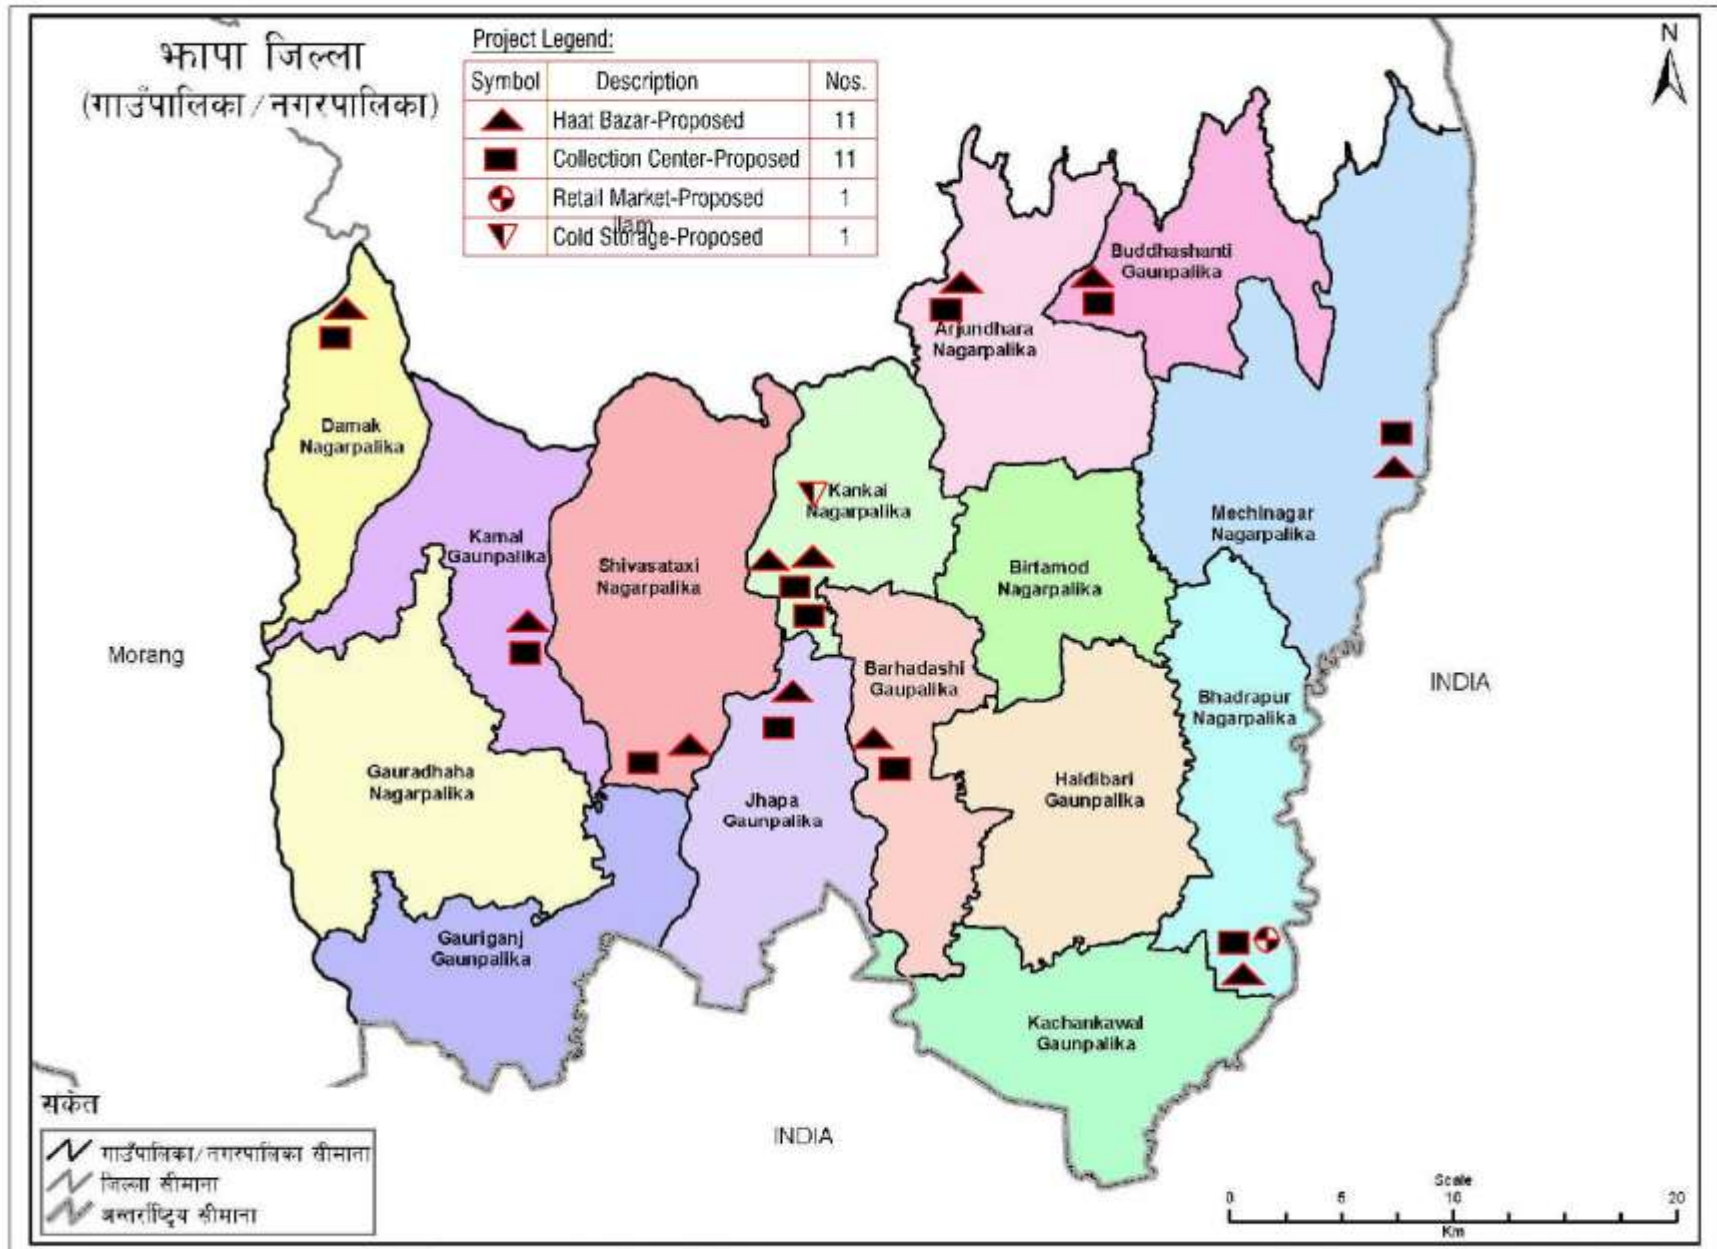 झापा जिल्ला
(गाउँपालिका/नगरपालिका)
Project Legend:
Symbol Description Nos.
Haat Bazar-Proposed 11
Collection Center-Proposed 11
Retail Market-Proposed 1
Ilam
Cold Storage-Proposed 1
N
Buddhashanti
Gaunpalika
Arjundhara
Nagarpalika
Damak
Nagarpalika
Kankai
Nagarpalika
Mechinagar
Nagarpalika
Kamal
Gaunpalika
Shivasataxi
Nagarpalika
Birtamod
Nagarpalika
Morang
INDIA
Barhadashi
Gaupalika
Bhadrapur
Nagarpalika
Gauradhaha
Nagarpalika
Jhapa
Gaunpalika
Haldibari
Gaunpalika
Gauriganj
Gaunpalika
Kachankawal
Gaunpalika
INDIA
संकेत
गाउँपालिका/नगरपालिका सीमाना
जिल्ला सीमाना
अन्तर्राष्ट्रिय सीमाना
Scale
0 5 10 20
Km